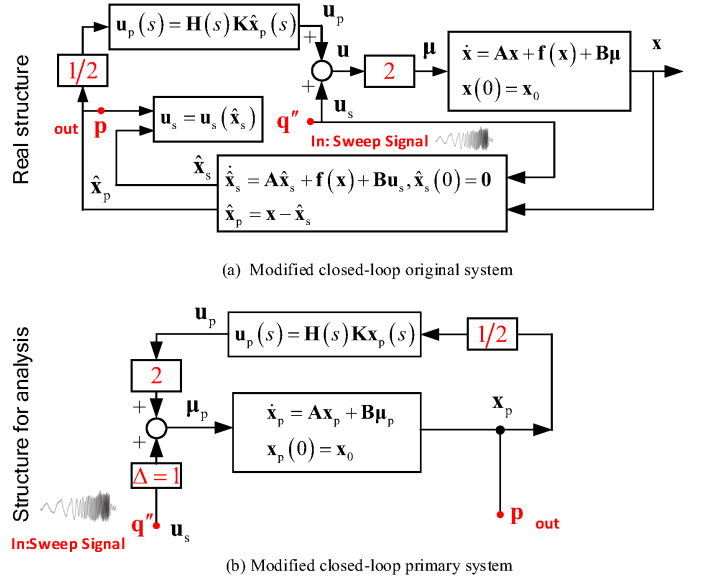 Real structure
u_p(s) = H(s)Kx̂_p(s)
u_p
1/2
+
u
2
μ
ẋ = Ax + f(x) + Bμ
x(0) = x_0
x
+
u_s
out p
u_s = u_s(x̂_s)
q″
In: Sweep Signal
x̂_s
x̂_p
x̂̇_s = Ax̂_s + f(x) + Bu_s, x̂_s(0) = 0
x̂_p = x − x̂_s
(a) Modified closed-loop original system
Structure for analysis
u_p
u_p(s) = H(s)Kx_p(s)
1/2
2
+
μ_p
ẋ_p = Ax_p + Bμ_p
x_p(0) = x_0
x_p
+
Δ = 1
q″
u_s
In:Sweep Signal
p out
(b) Modified closed-loop primary system